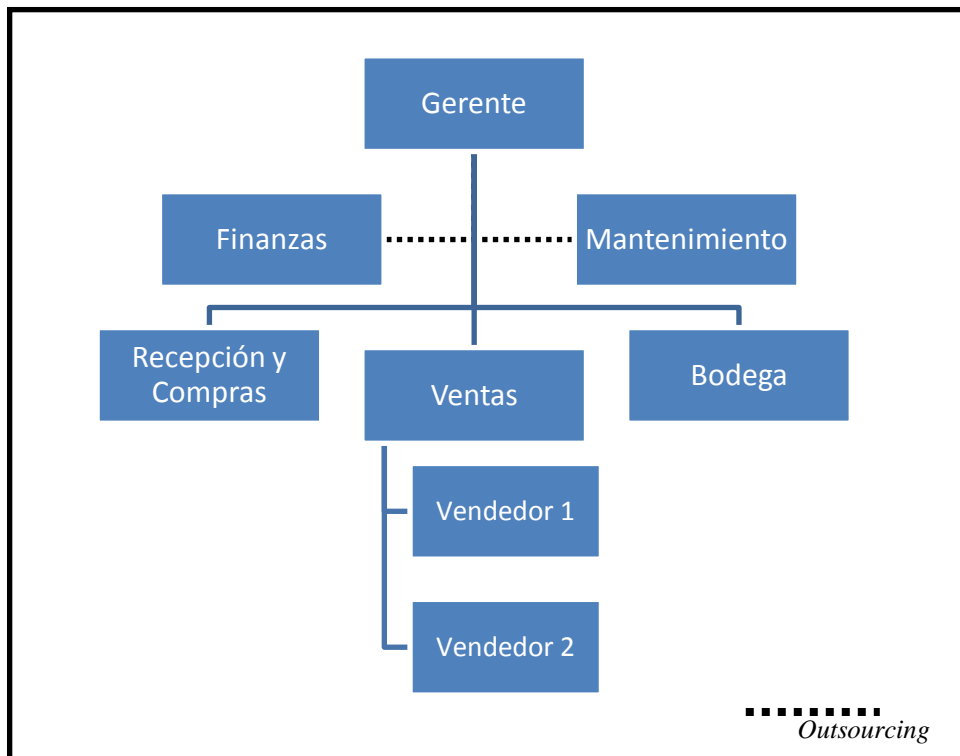 Gerente
Finanzas
Mantenimiento
Recepción y
Compras
Ventas
Bodega
Vendedor 1
Vendedor 2
Outsourcing